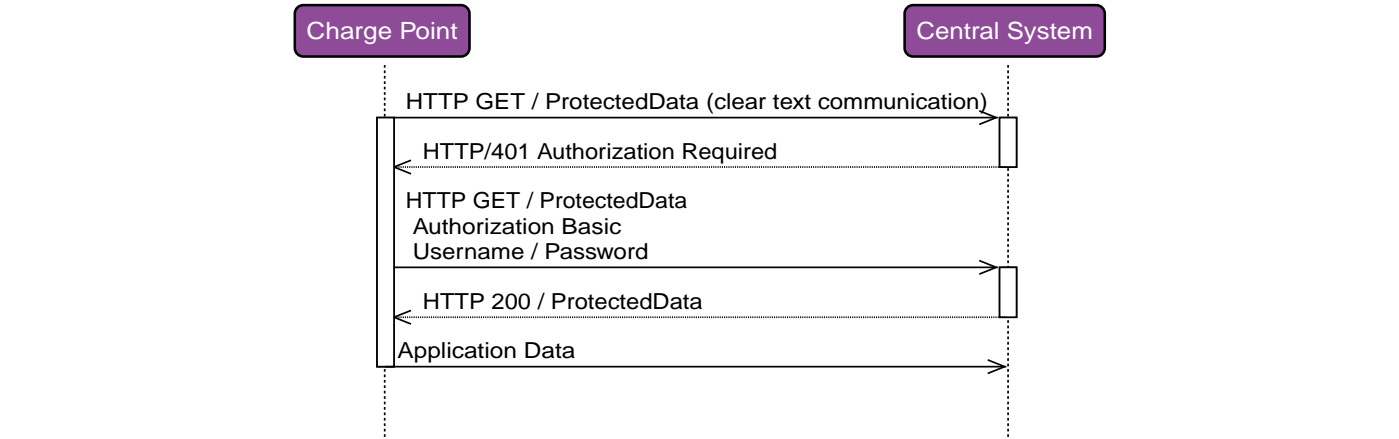 Charge Point
Central System
HTTP GET / ProtectedData (clear text communication)
HTTP/401 Authorization Required
HTTP GET / ProtectedData
Authorization Basic
Username / Password
HTTP 200 / ProtectedData
Application Data